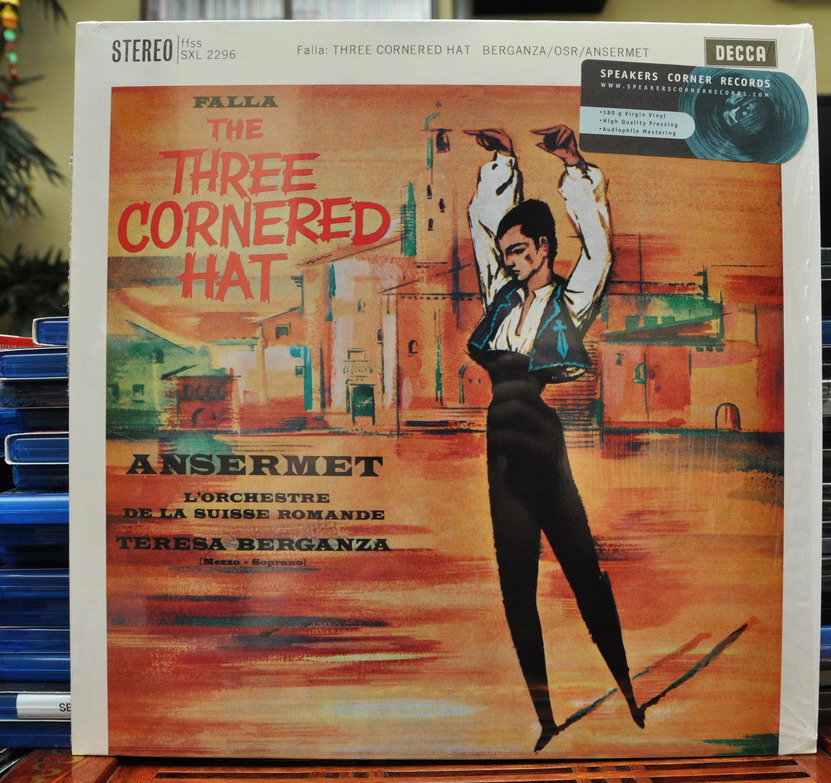 STEREO
ffss
SXL 2296
Falla: THREE CORNERED HAT BERGANZA/OSR/ANSERMET
DECCA
SPEAKERS CORNER RECORDS
WWW.SPEAKERSCORNERRECORDS.COM
•180 g Virgin Vinyl
•High Quality Pressing
•Audiophile Mastering
FALLA
THE
THREE
CORNERED
HAT
ANSERMET
L'ORCHESTRE
DE LA SUISSE ROMANDE
TERESA BERGANZA
[Mezzo - Soprano]
SE